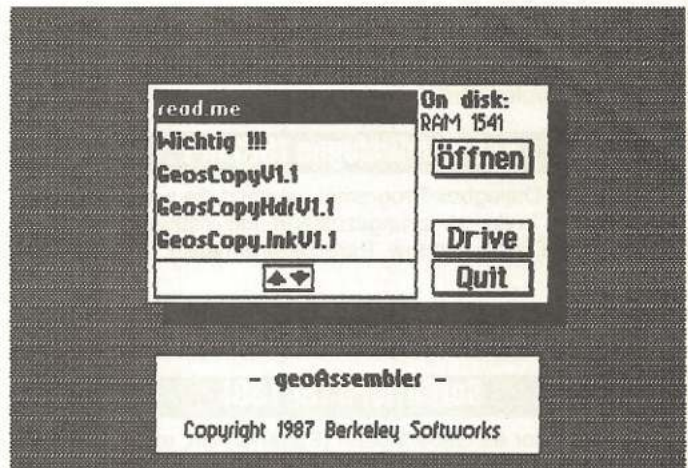 read.me
Wichtig !!!
GeosCopyV1.1
GeosCopyHdrV1.1
GeosCopy.lnkV1.1
On disk:
RAM 1541
Öffnen
Drive
Quit
- geoAssembler -
Copyright 1987 Berkeley Softworks